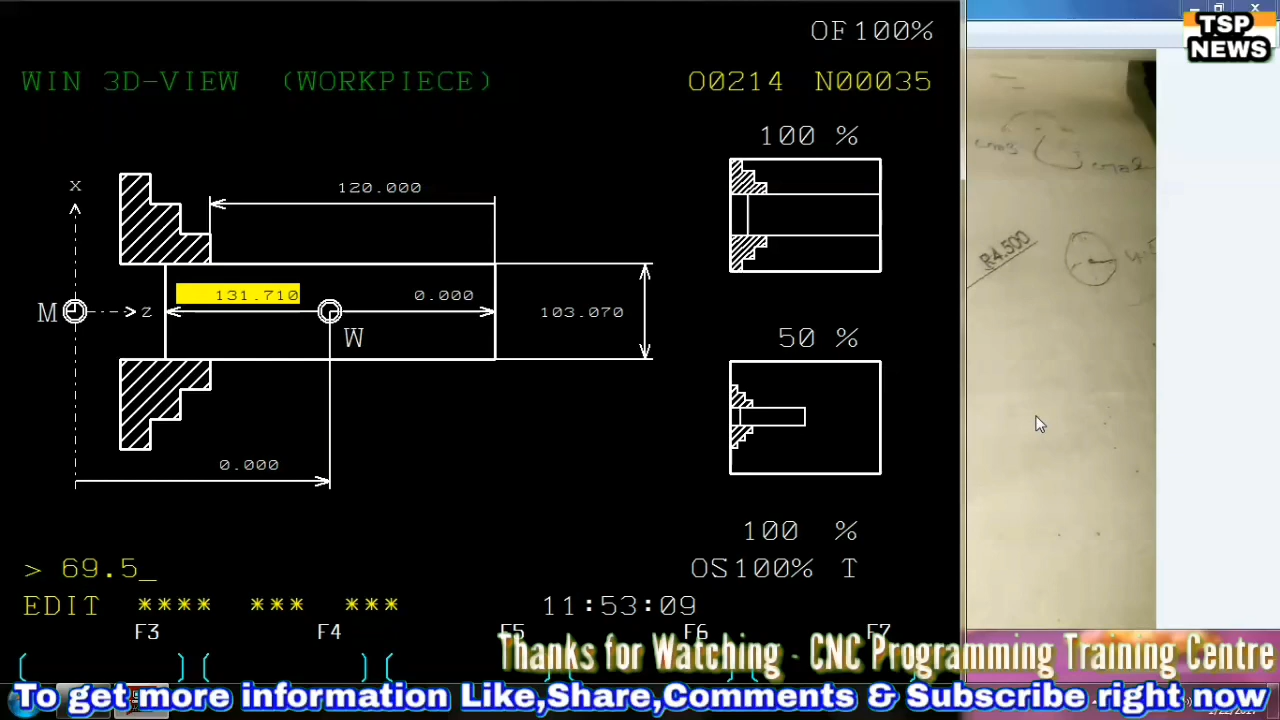 OF100%
TSP
NEWS
WIN 3D-VIEW (WORKPIECE)
O0214 N00035
100 %
X
120.000
131.710
0.000
103.070
M
Z
W
R4.500
50 %
0.000
100 %
> 69.5_
OS100% T
EDIT **** *** ***
11:53:09
F3 F4 F5 F6 F7
Thanks for Watching - CNC Programming Training Centre
To get more information Like,Share,Comments & Subscribe right now